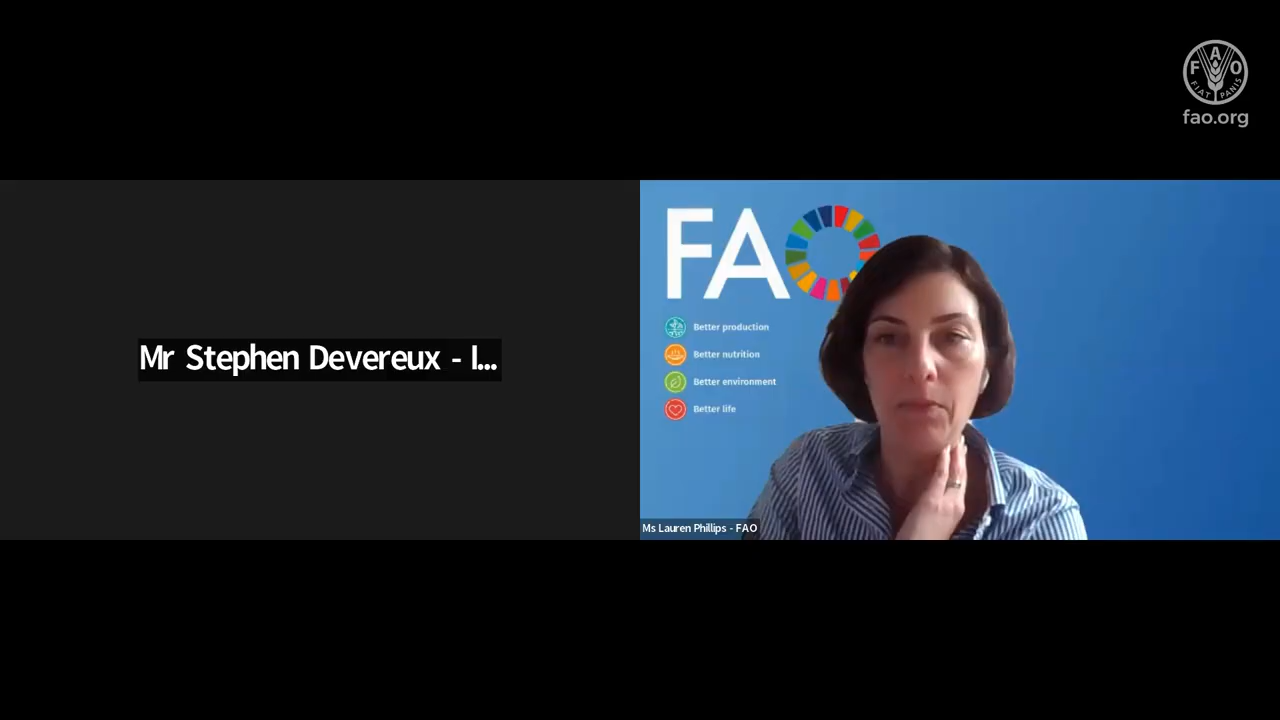 FAO
FIAT PANIS
fao.org
Mr Stephen Devereux - I...
FAO
Better production
Better nutrition
Better environment
Better life
Ms Lauren Phillips - FAO